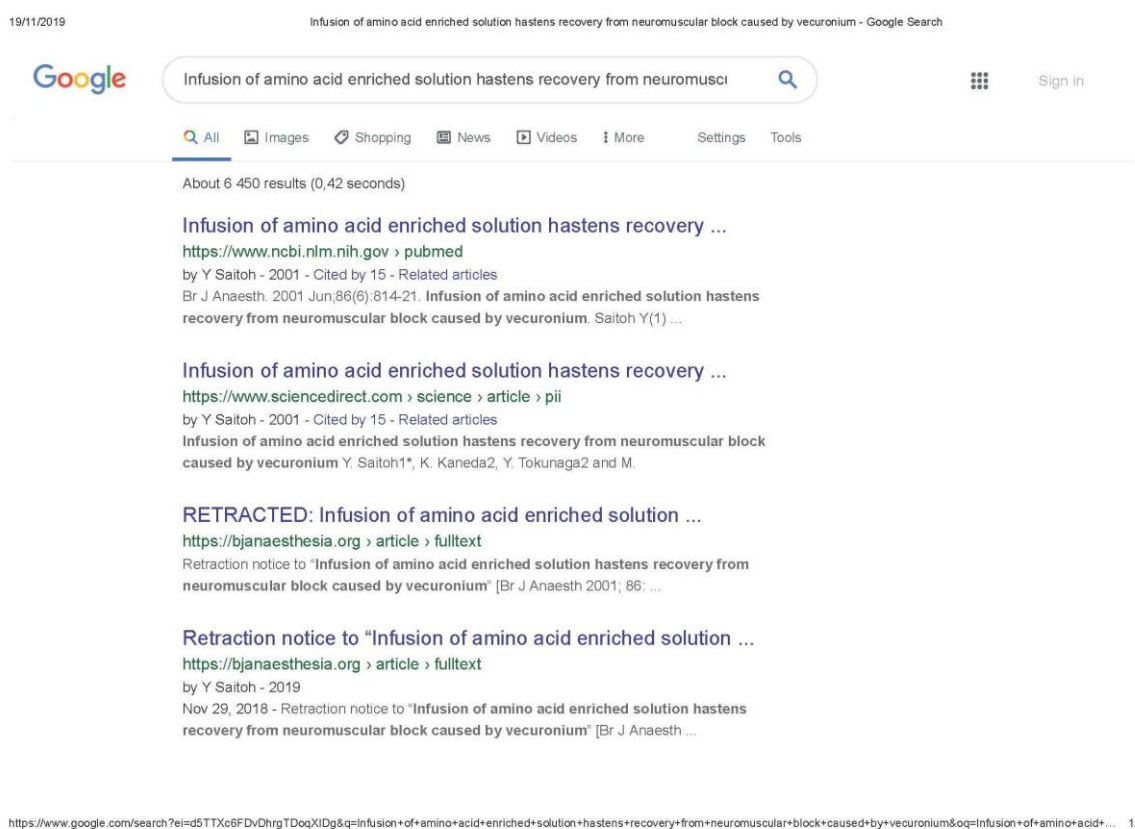 19/11/2019 Infusion of amino acid enriched solution hastens recovery from neuromuscular block caused by vecuronium - Google Search
Google Infusion of amino acid enriched solution hastens recovery from neuromusc Sign in
All Images Shopping News Videos More Settings Tools
About 6 450 results (0,42 seconds)
Infusion of amino acid enriched solution hastens recovery ...
https://www.ncbi.nlm.nih.gov › pubmed
by Y Saitoh - 2001 - Cited by 15 - Related articles
Br J Anaesth. 2001 Jun;86(6):814-21. Infusion of amino acid enriched solution hastens
recovery from neuromuscular block caused by vecuronium. Saitoh Y(1) ...
Infusion of amino acid enriched solution hastens recovery ...
https://www.sciencedirect.com › science › article › pii
by Y Saitoh - 2001 - Cited by 15 - Related articles
Infusion of amino acid enriched solution hastens recovery from neuromuscular block
caused by vecuronium Y. Saitoh1*, K. Kaneda2, Y. Tokunaga2 and M.
RETRACTED: Infusion of amino acid enriched solution ...
https://bjanaesthesia.org › article › fulltext
Retraction notice to “Infusion of amino acid enriched solution hastens recovery from
neuromuscular block caused by vecuronium” [Br J Anaesth 2001; 86: ...
Retraction notice to “Infusion of amino acid enriched solution ...
https://bjanaesthesia.org › article › fulltext
by Y Saitoh - 2019
Nov 29, 2018 - Retraction notice to “Infusion of amino acid enriched solution hastens
recovery from neuromuscular block caused by vecuronium” [Br J Anaesth ...
https://www.google.com/search?ei=d5TTXc6FDvDhrgTDoqXIDg&q=Infusion+of+amino+acid+enriched+solution+hastens+recovery+from+neuromuscular+block+caused+by+vecuronium&oq=Infusion+of+amino+acid+... 1